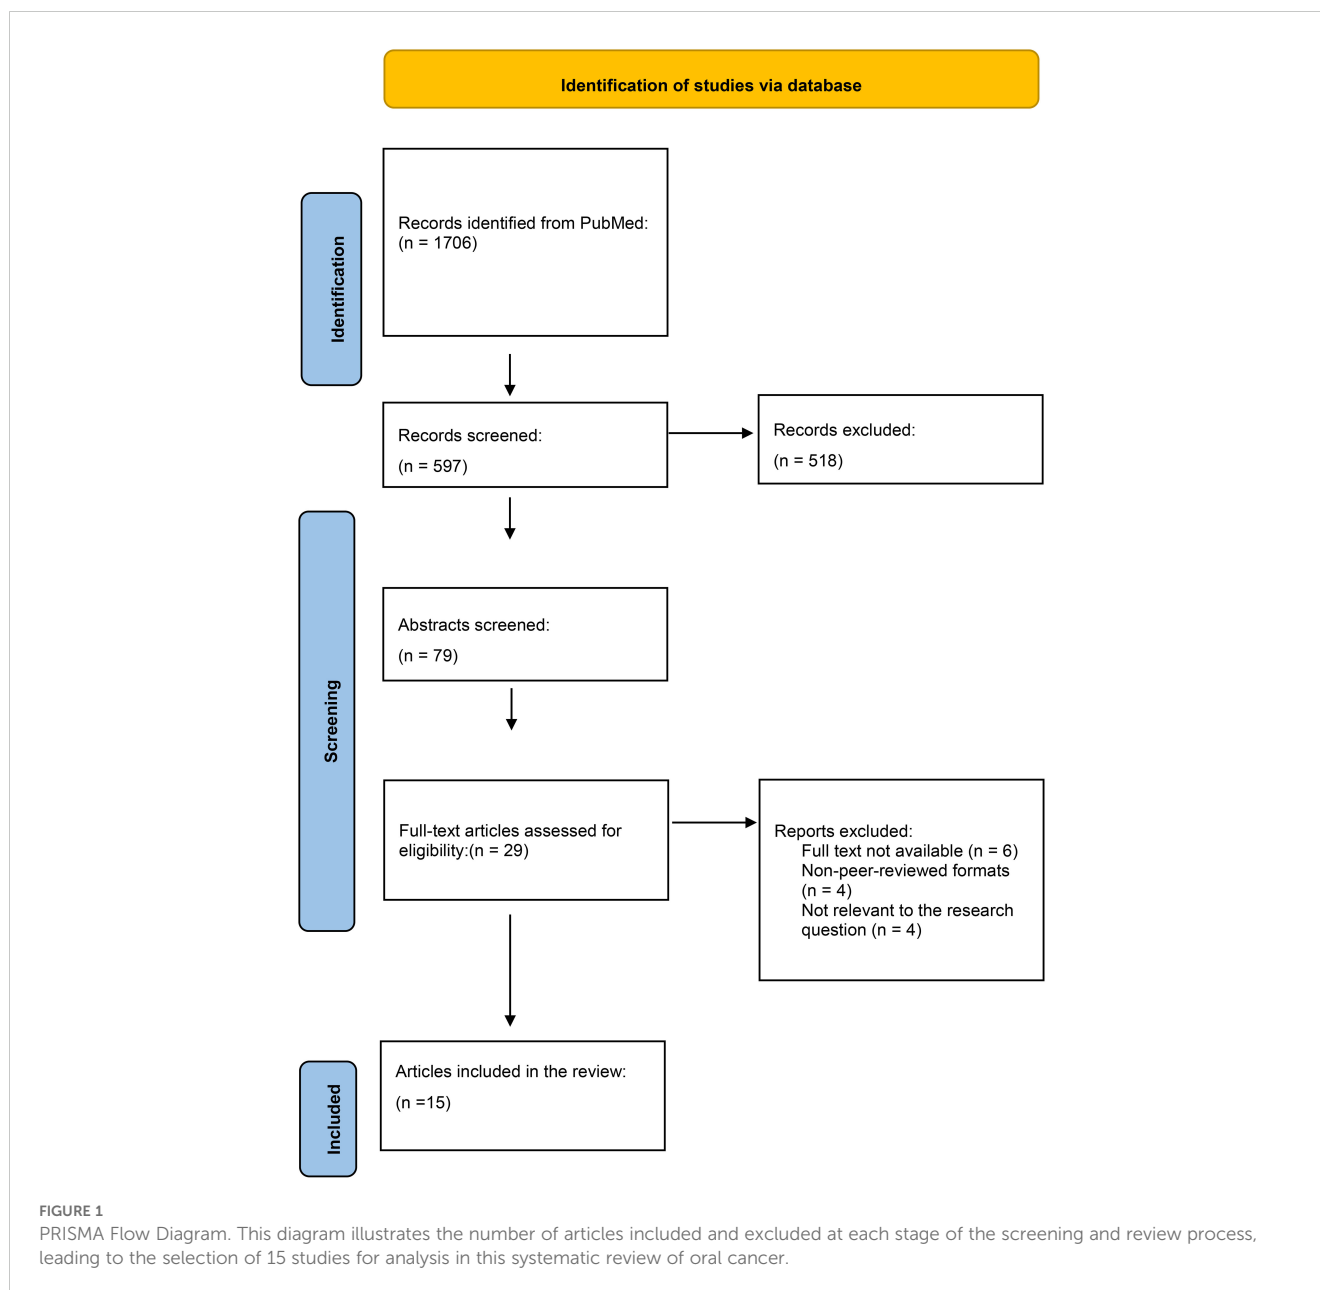 Identification of studies via database
Identification
Records identified from PubMed:
(n = 1706)
Records screened:
(n = 597)
Records excluded:
(n = 518)
Screening
Abstracts screened:
(n = 79)
Full-text articles assessed for
eligibility:(n = 29)
Reports excluded:
Full text not available (n = 6)
Non-peer-reviewed formats
(n = 4)
Not relevant to the research
question (n = 4)
Included
Articles included in the review:
(n =15)
FIGURE 1
PRISMA Flow Diagram. This diagram illustrates the number of articles included and excluded at each stage of the screening and review process,
leading to the selection of 15 studies for analysis in this systematic review of oral cancer.